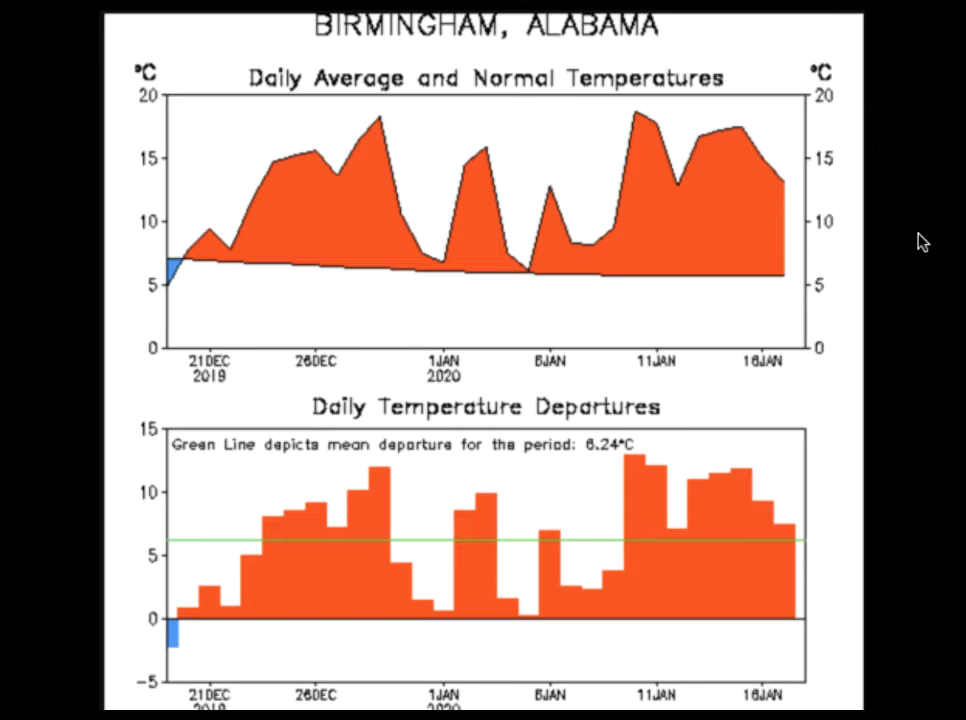 BIRMINGHAM, ALABAMA
°C Daily Average and Normal Temperatures °C
20 20
15 15
10 10
5 5
0 0
21DEC 26DEC 1JAN 6JAN 11JAN 16JAN
2019 2020
Daily Temperature Departures
15
Green Line depicts mean departure for the period: 6.24°C
10
5
0
-5
21DEC 26DEC 1JAN 6JAN 11JAN 16JAN
2019 2020